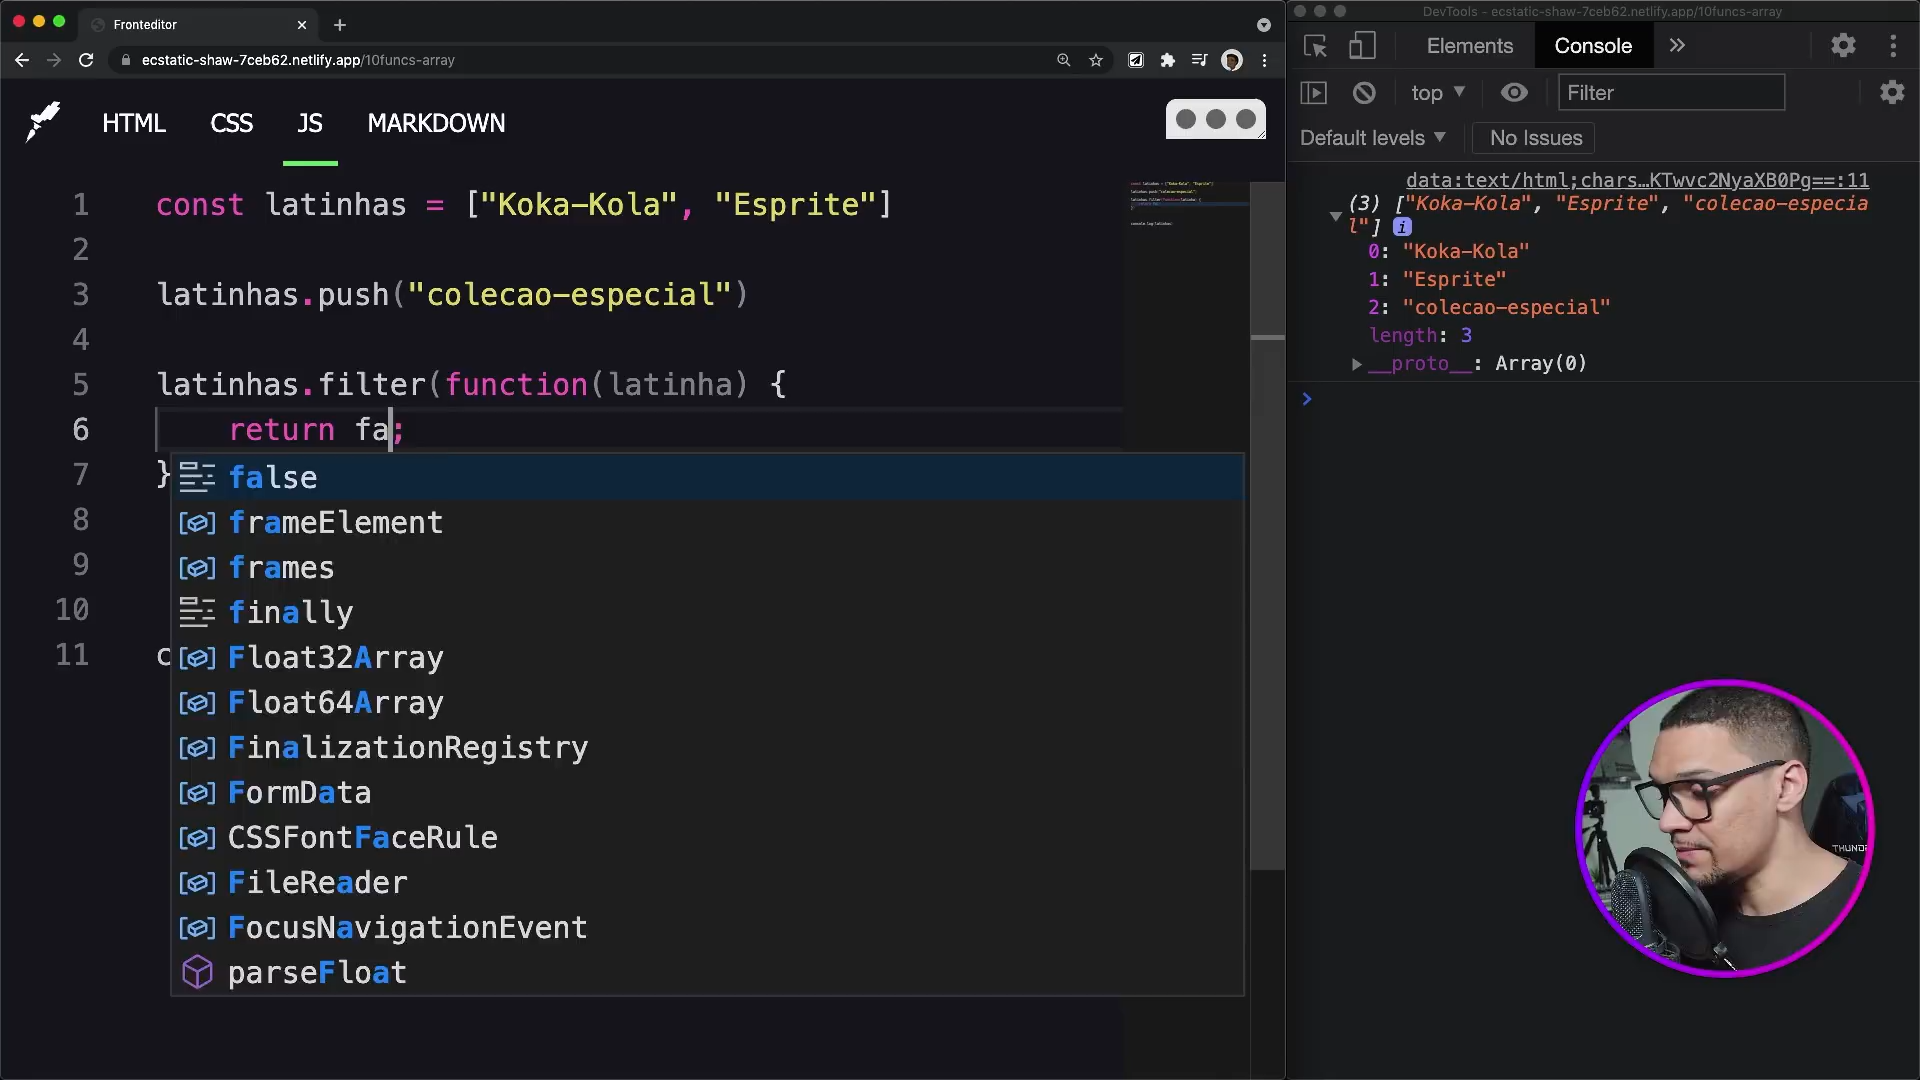 Fronteditor
DevTools - ecstatic-shaw-7ceb62.netlify.app/10funcs-array
ecstatic-shaw-7ceb62.netlify.app/10funcs-array
Elements
Console
top
Filter
Default levels
No Issues
HTML
CSS
JS
MARKDOWN
1 const latinhas = ["Koka-Kola", "Esprite"]
2
3 latinhas.push("colecao-especial")
4
5 latinhas.filter(function(latinha) {
6 return fa;
7 }
8
9
10
11 c
false
frameElement
frames
finally
Float32Array
Float64Array
FinalizationRegistry
FormData
CSSFontFaceRule
FileReader
FocusNavigationEvent
parseFloat
data:text/html;chars…KTwvc2NyaXB0Pg==:11
(3) ["Koka-Kola", "Esprite", "colecao-especia
l"] i
0: "Koka-Kola"
1: "Esprite"
2: "colecao-especial"
length: 3
__proto__: Array(0)